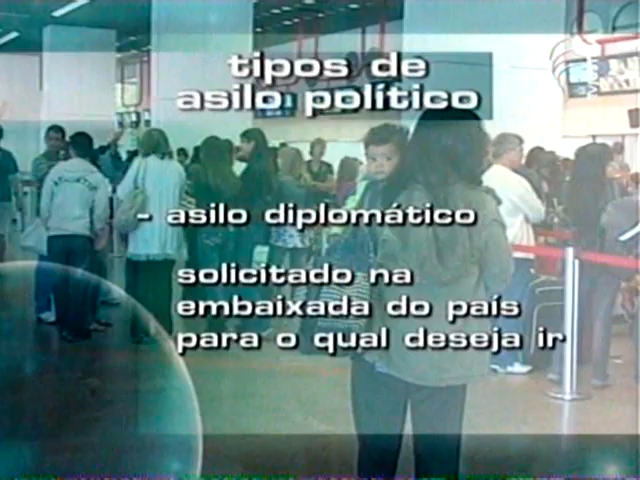 tipos de
asilo político
- asilo diplomático
solicitado na
embaixada do país
para o qual deseja ir